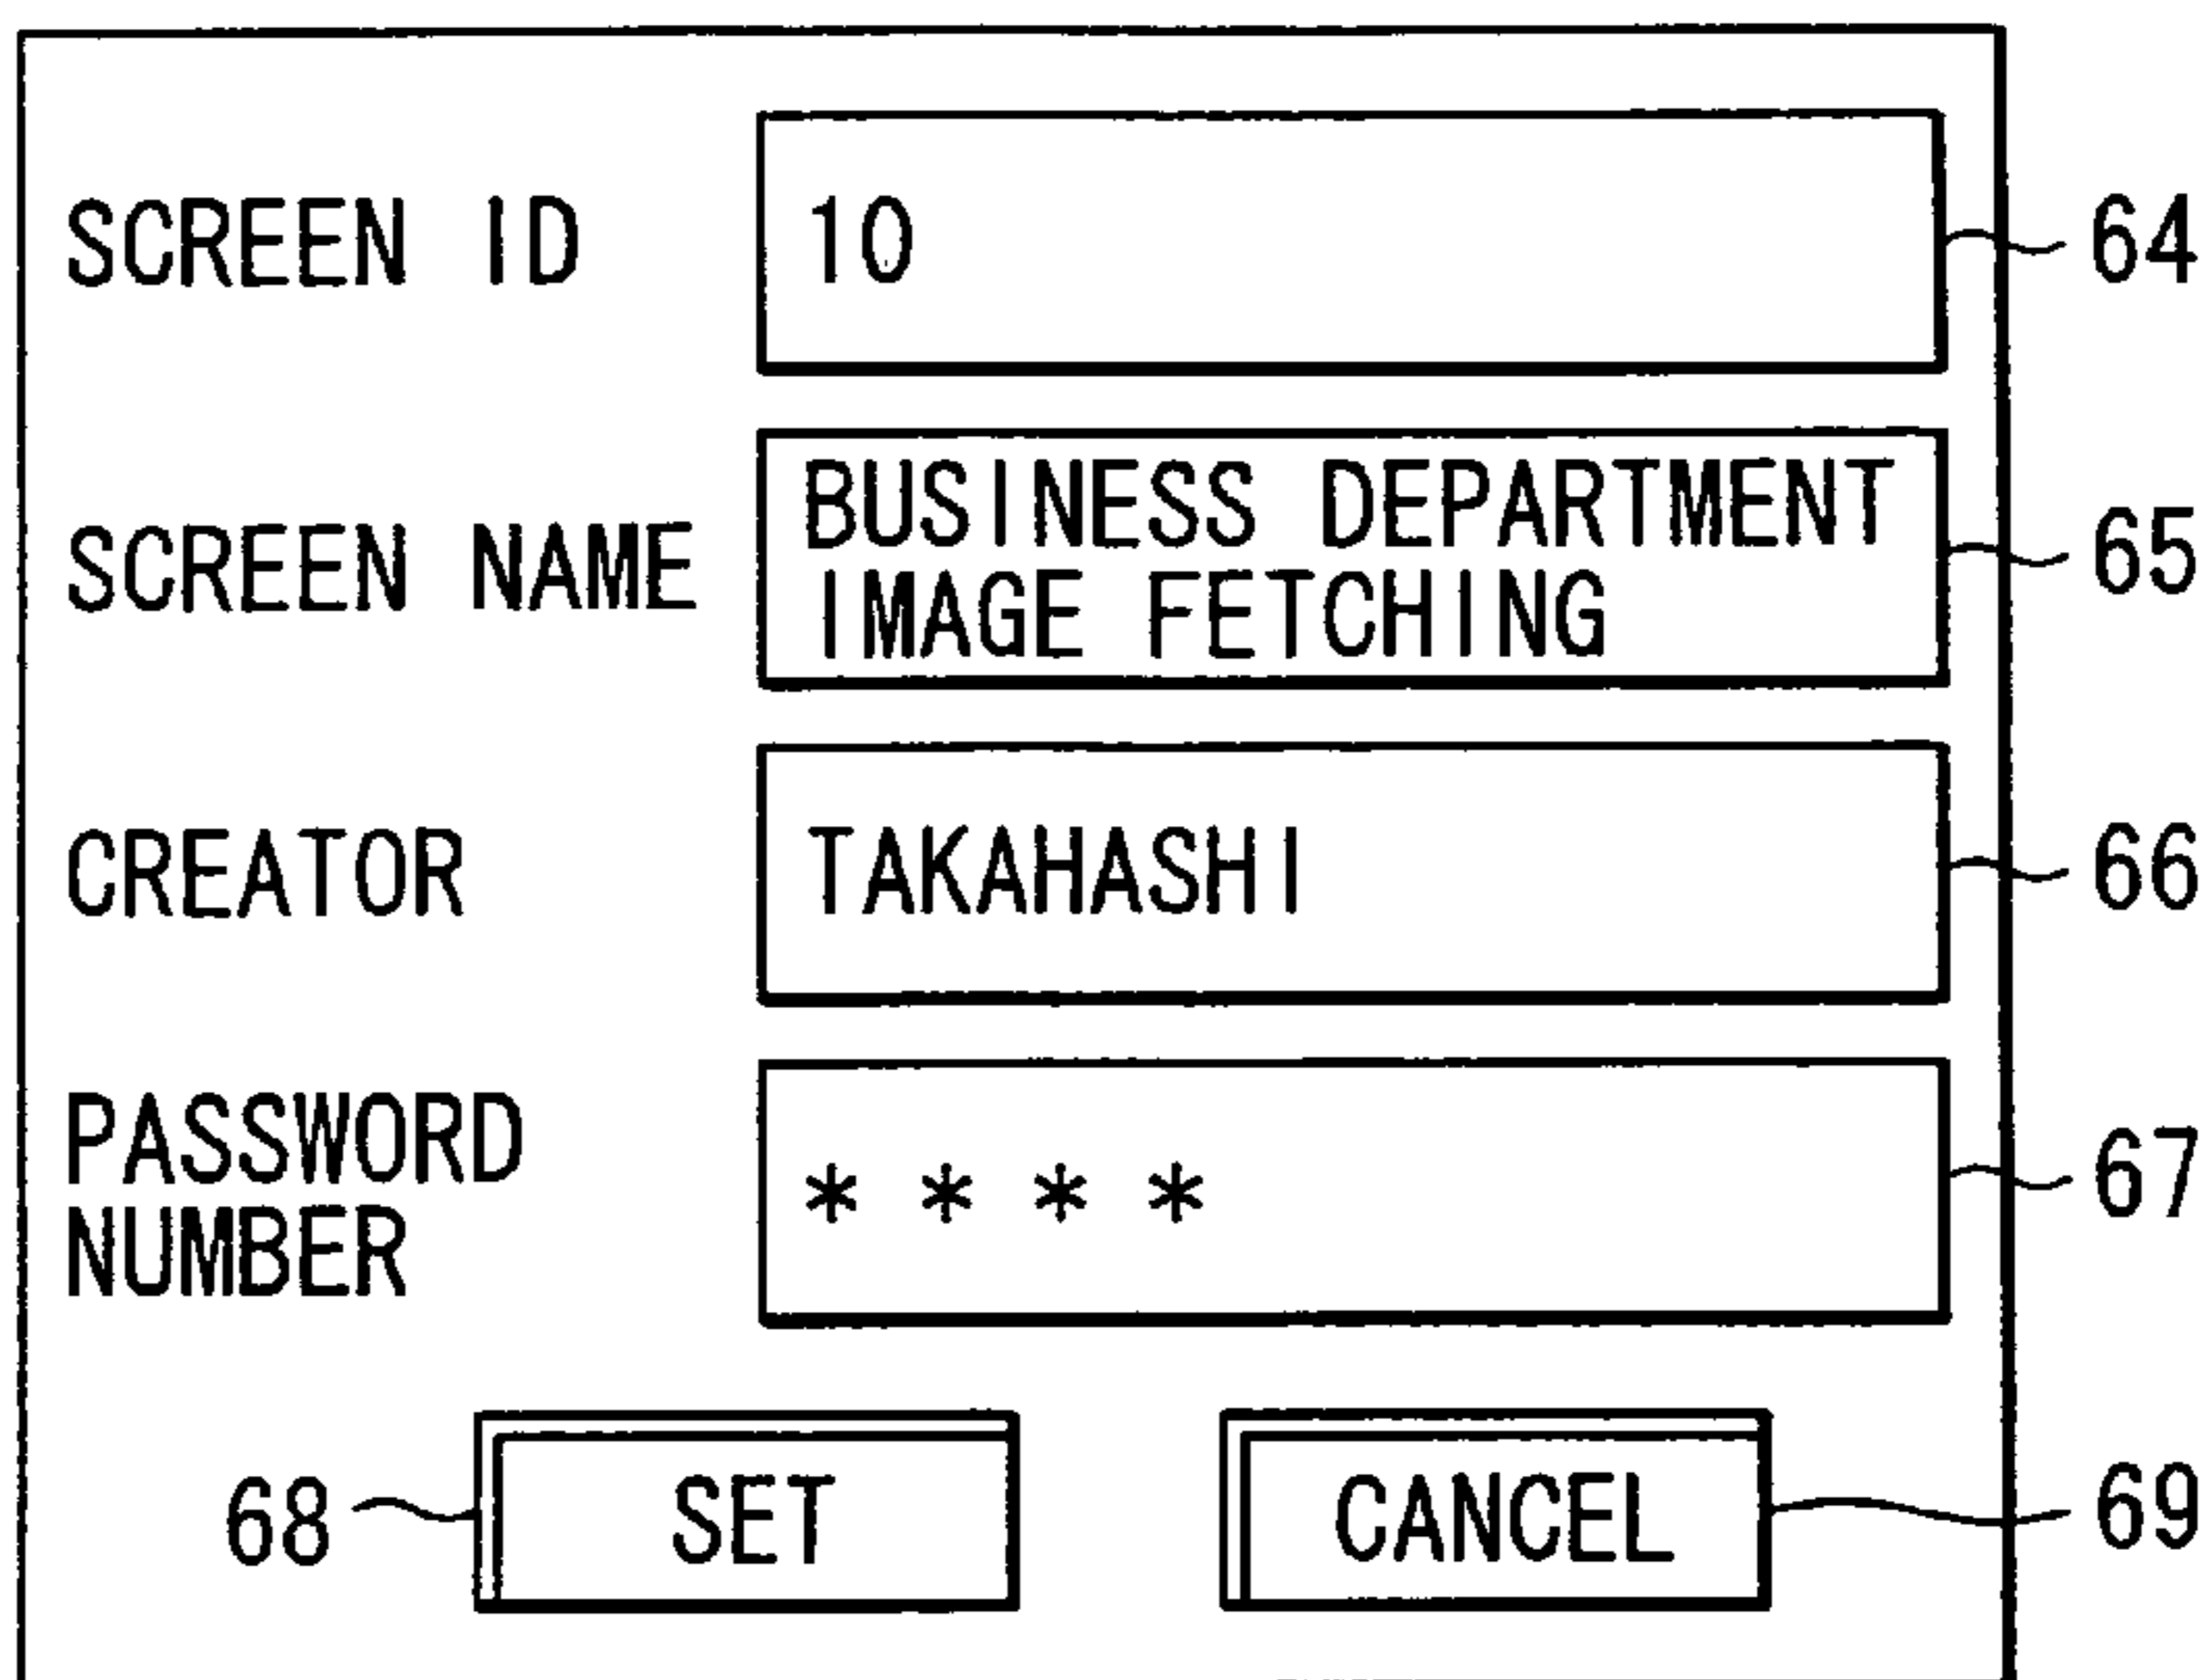 SCREEN ID 10 64
SCREEN NAME BUSINESS DEPARTMENT IMAGE FETCHING 65
CREATOR TAKAHASHI 66
PASSWORD NUMBER * * * * 67
68 SET CANCEL 69